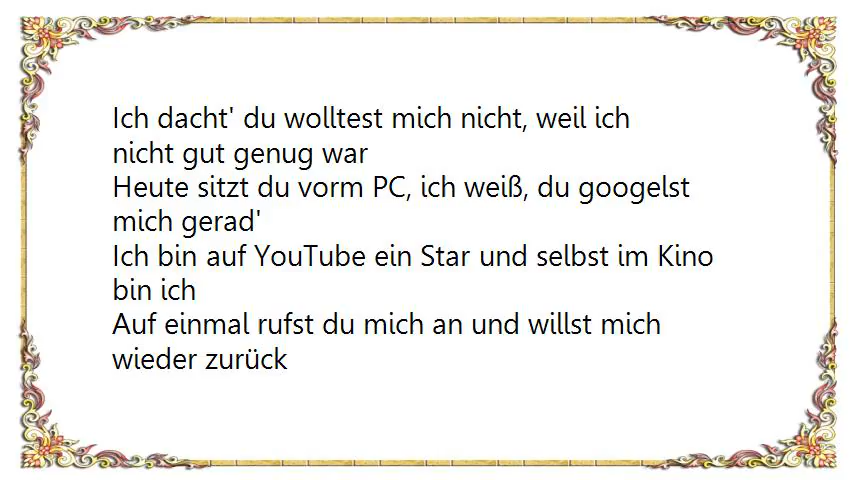 Ich dacht' du wolltest mich nicht, weil ich
nicht gut genug war
Heute sitzt du vorm PC, ich weiß, du googelst
mich gerad'
Ich bin auf YouTube ein Star und selbst im Kino
bin ich
Auf einmal rufst du mich an und willst mich
wieder zurück